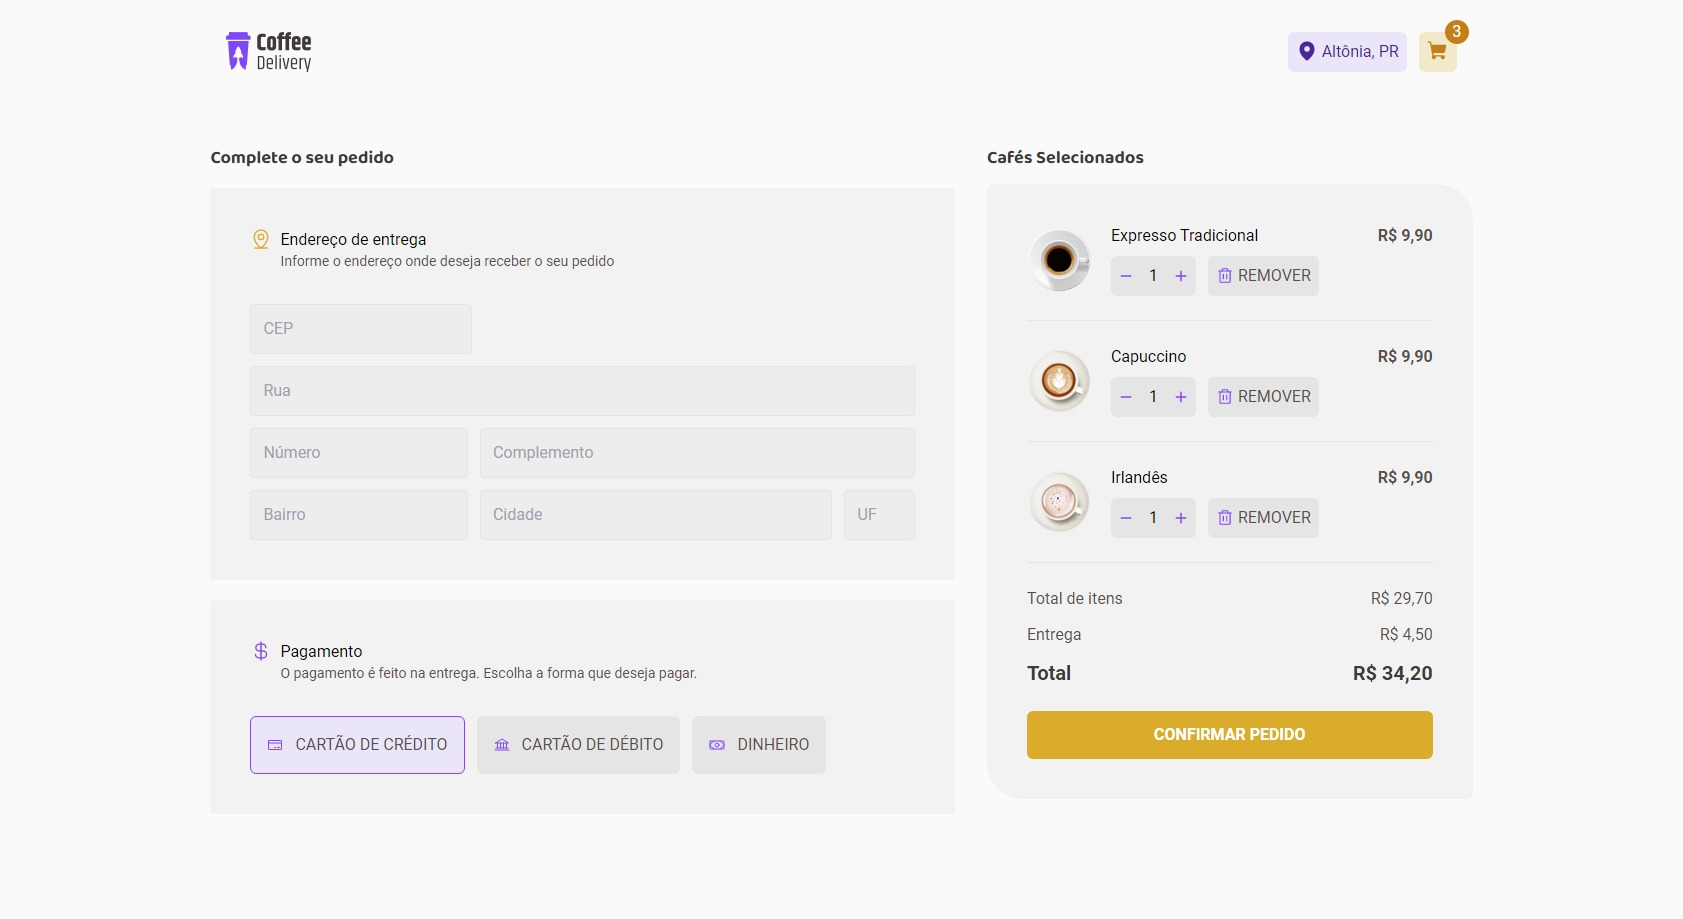 Coffee
Delivery
Altônia, PR
3
Complete o seu pedido
Endereço de entrega
Informe o endereço onde deseja receber o seu pedido
CEP
Rua
Número Complemento
Bairro Cidade UF
Pagamento
O pagamento é feito na entrega. Escolha a forma que deseja pagar.
CARTÃO DE CRÉDITO CARTÃO DE DÉBITO DINHEIRO
Cafés Selecionados
Expresso Tradicional R$ 9,90
− 1 + REMOVER
Capuccino R$ 9,90
− 1 + REMOVER
Irlandês R$ 9,90
− 1 + REMOVER
Total de itens R$ 29,70
Entrega R$ 4,50
Total R$ 34,20
CONFIRMAR PEDIDO